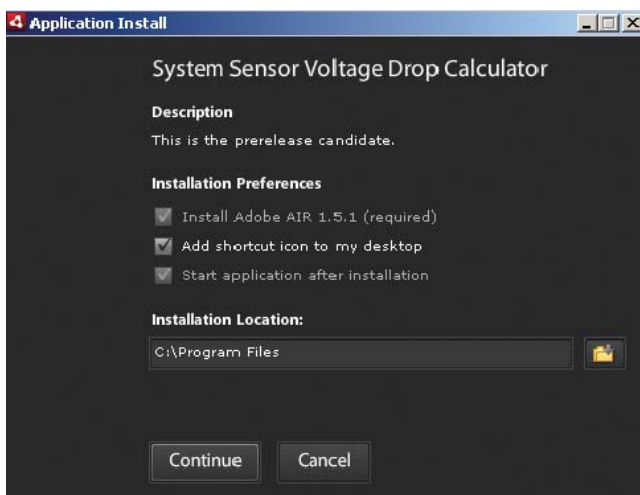 Application Install
System Sensor Voltage Drop Calculator
Description
This is the prerelease candidate.
Installation Preferences
Install Adobe AIR 1.5.1 (required)
Add shortcut icon to my desktop
Start application after installation
Installation Location:
C:\Program Files
Continue Cancel